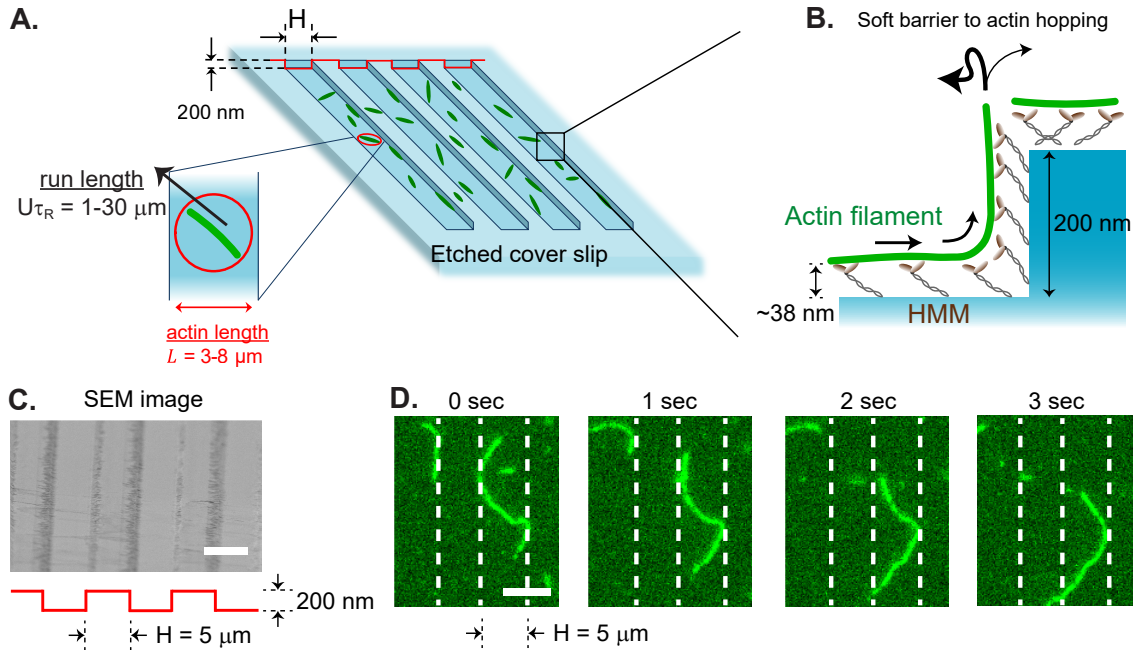 A.
H
200 nm
run length
Uτ_R = 1-30 μm
actin length
L = 3-8 μm
Etched cover slip
B.
Soft barrier to actin hopping
Actin filament
200 nm
~38 nm
HMM
C.
SEM image
200 nm
H = 5 μm
D.
0 sec
1 sec
2 sec
3 sec
H = 5 μm